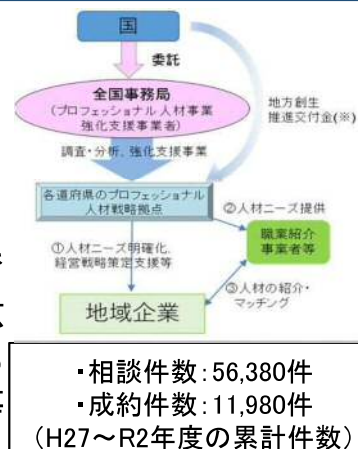 国
委託
全国事務局
(プロフェッショナル人材事業
強化支援事業者)
地方創生
推進交付金(※)
調査・分析、強化支援事業
各道府県のプロフェッショナル
人材戦略拠点
②人材ニーズ提供
職業紹介
事業者等
①人材ニーズ明確化、
経営戦略策定支援等
③人材の紹介・
マッチング
地域企業
・相談件数:56,380件
・成約件数:11,980件
(H27～R2年度の累計件数)